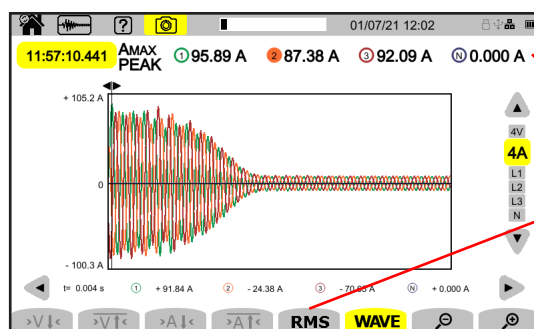 ? 01/07/21 12:02
11:57:10.441 AMAX PEAK 1 95.89 A 2 87.38 A 3 92.09 A N 0.000 A
+ 105.2 A
4V
4A
L1
0
L2
L3
N
- 100.3 A
t= 0.004 s 1 + 91.84 A 2 - 24.38 A 3 N + 0.000 A
>V↓< >V↑< >A↓< >A↑< RMS WAVE